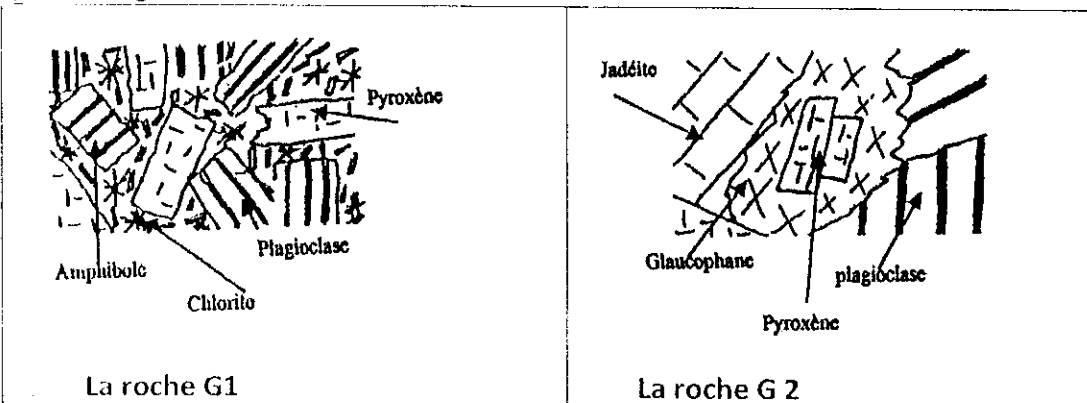 Pyroxène
Amphibole
Plagioclase
Chlorite
La roche G1
Jadéite
Glaucophane
plagioclase
Pyroxène
La roche G 2